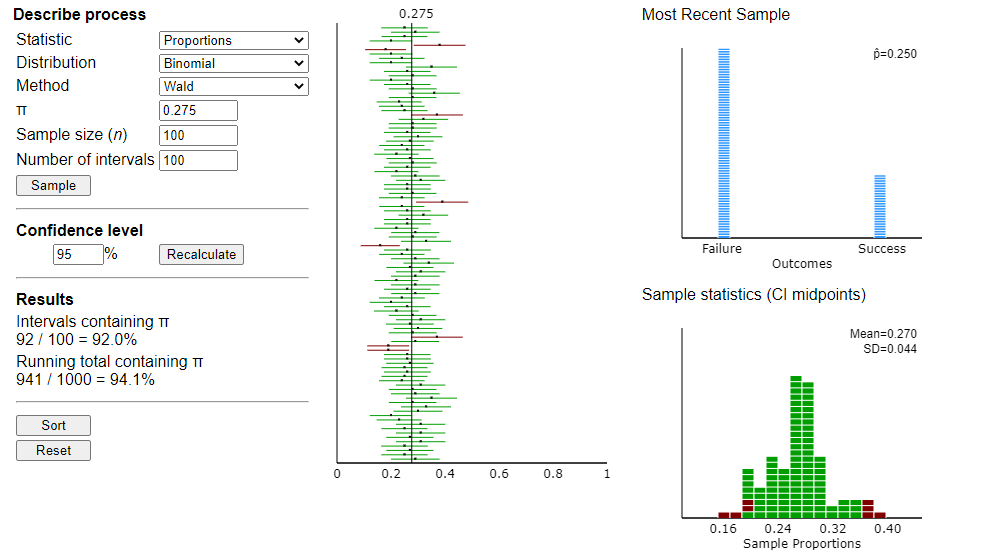 Describe process
Statistic Proportions
Distribution Binomial
Method Wald
π 0.275
Sample size (n) 100
Number of intervals 100
Sample
Confidence level
95 % Recalculate
Results
Intervals containing π
92 / 100 = 92.0%
Running total containing π
941 / 1000 = 94.1%
Sort
Reset
0.275
0 0.2 0.4 0.6 0.8 1
Most Recent Sample
p̂=0.250
Failure Success
Outcomes
Sample statistics (CI midpoints)
Mean=0.270
SD=0.044
0.16 0.24 0.32 0.40
Sample Proportions